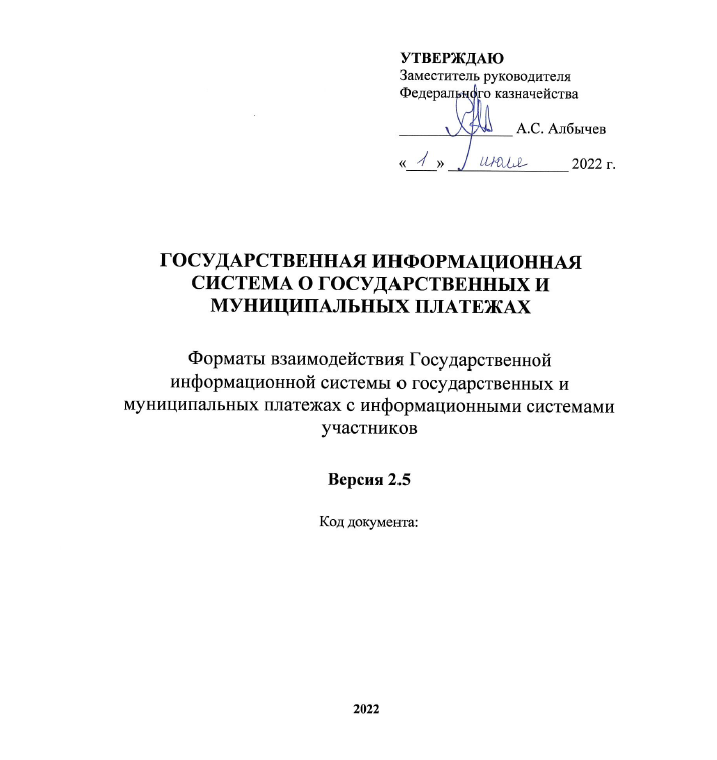 УТВЕРЖДАЮ
Заместитель руководителя
Федерального казначейства
А.С. Албычев
« 1 » июля 2022 г.
ГОСУДАРСТВЕННАЯ ИНФОРМАЦИОННАЯ
СИСТЕМА О ГОСУДАРСТВЕННЫХ И
МУНИЦИПАЛЬНЫХ ПЛАТЕЖАХ
Форматы взаимодействия Государственной
информационной системы о государственных и
муниципальных платежах с информационными системами
участников
Версия 2.5
Код документа:
2022